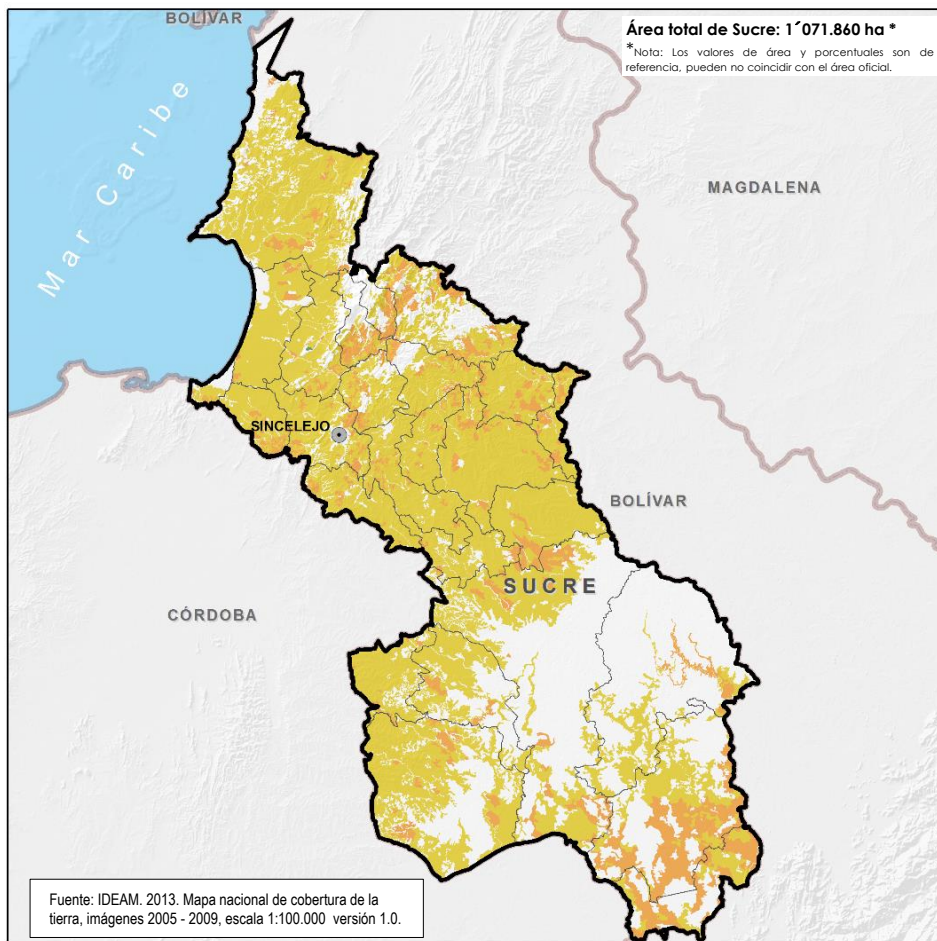 BOLÍVAR
Área total de Sucre: 1´071.860 ha *
*Nota: Los valores de área y porcentuales son de
referencia, pueden no coincidir con el área oficial.
Mar Caribe
MAGDALENA
SINCELEJO
BOLÍVAR
SUCRE
CÓRDOBA
Fuente: IDEAM. 2013. Mapa nacional de cobertura de la
tierra, imágenes 2005 - 2009, escala 1:100.000 versión 1.0.